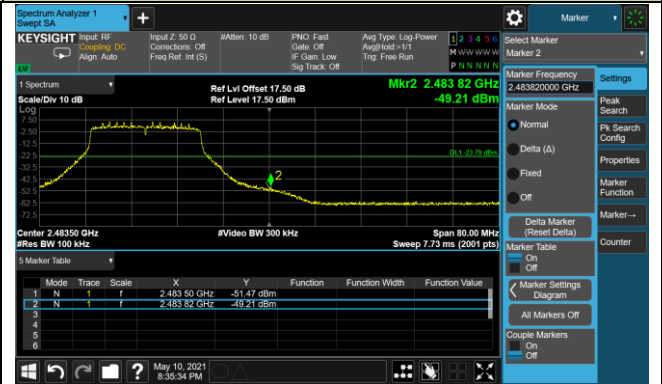 Spectrum Analyzer 1
Swept SA
Marker
KEYSIGHT
Input: RF
Coupling: DC
Align: Auto
Input Z: 50 Ω
Corrections: Off
Freq Ref: Int (S)
#Atten: 10 dB
PNO: Fast
Gate: Off
IF Gain: Low
Sig Track: Off
Avg Type: Log-Power
Avg|Hold:>1/1
Trig: Free Run
1 2 3 4 5 6
M W W W W W
P N N N N N
Select Marker
Marker 2
1 Spectrum
Scale/Div 10 dB
Ref Lvl Offset 17.50 dB
Ref Level 17.50 dBm
Mkr2 2.483 82 GHz
-49.21 dBm
Log
7.50
-2.50
-12.5
-22.5
-32.5
-42.5
-52.5
-62.5
-72.5
DL1 -23.79 dBm
2
Center 2.48350 GHz
#Res BW 100 kHz
#Video BW 300 kHz
Span 80.00 MHz
Sweep 7.73 ms (2001 pts)
5 Marker Table
Mode Trace Scale X Y Function Function Width Function Value
1 N 1 f 2.483 50 GHz -51.47 dBm
2 N 1 f 2.483 82 GHz -49.21 dBm
3
4
5
6
May 10, 2021
8:35:34 PM
Marker Frequency
2.483820000 GHz
Marker Mode
Normal
Delta (Δ)
Fixed
Off
Delta Marker
(Reset Delta)
Marker Table
On
Off
Marker Settings
Diagram
All Markers Off
Couple Markers
On
Off
Settings
Peak
Search
Pk Search
Config
Properties
Marker
Function
Marker→
Counter